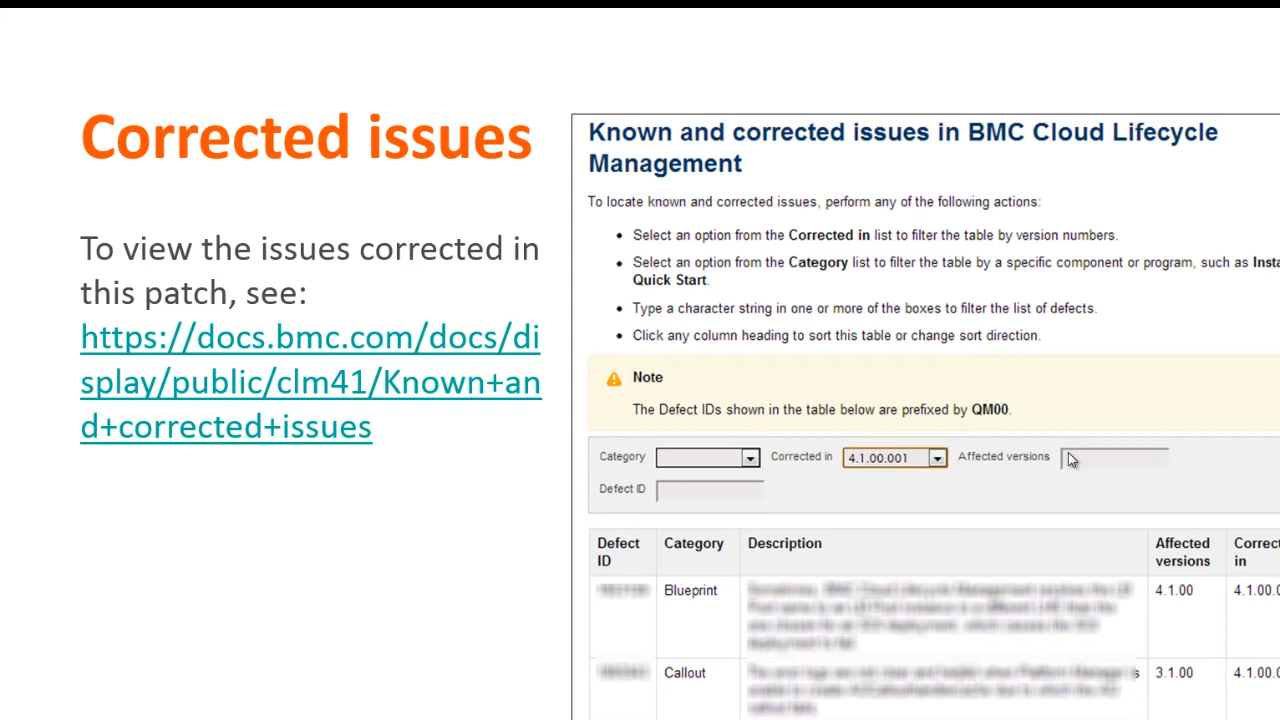 Corrected issues
To view the issues corrected in
this patch, see:
https://docs.bmc.com/docs/di
splay/public/clm41/Known+an
d+corrected+issues
Known and corrected issues in BMC Cloud Lifecycle
Management
To locate known and corrected issues, perform any of the following actions:
• Select an option from the Corrected in list to filter the table by version numbers.
• Select an option from the Category list to filter the table by a specific component or program, such as Insta
Quick Start.
• Type a character string in one or more of the boxes to filter the list of defects.
• Click any column heading to sort this table or change sort direction.
Note
The Defect IDs shown in the table below are prefixed by QM00.
Category Corrected in 4.1.00.001 Affected versions
Defect ID
Defect Category Description Affected Correct
ID versions in
Blueprint 4.1.00 4.1.00.0
Callout 3.1.00 4.1.00.0